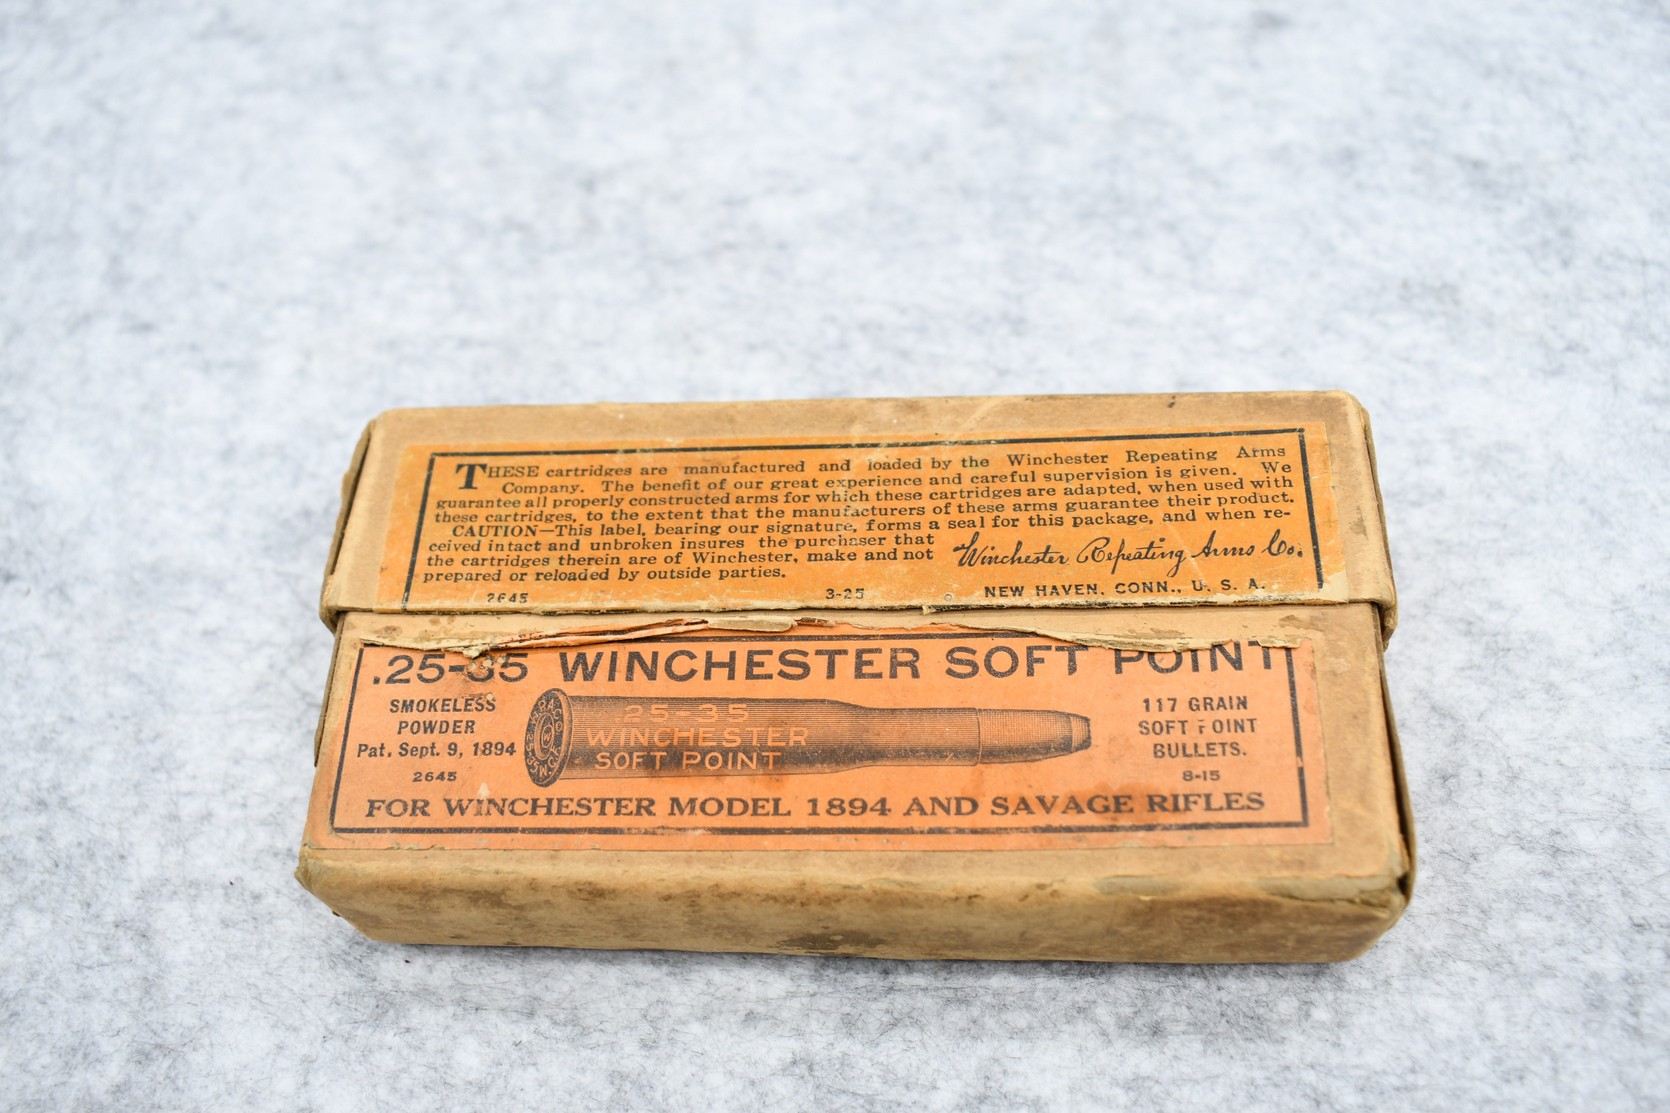 THESE cartridges are manufactured and loaded by the Winchester Repeating Arms
Company. The benefit of our great experience and careful supervision is given. We
guarantee all properly constructed arms for which these cartridges are adapted, when used with
these cartridges, to the extent that the manufacturers of these arms guarantee their product.
CAUTION—This label, bearing our signature, forms a seal for this package, and when re-
ceived intact and unbroken insures the purchaser that
the cartridges therein are of Winchester, make and not
prepared or reloaded by outside parties.
Winchester Repeating Arms Co.
2645 3-25 NEW HAVEN, CONN., U. S. A.
.25-35 WINCHESTER SOFT POINT
SMOKELESS
POWDER
Pat. Sept. 9, 1894
2645
.25-35
WINCHESTER
SOFT POINT
117 GRAIN
SOFT POINT
BULLETS.
8-15
FOR WINCHESTER MODEL 1894 AND SAVAGE RIFLES